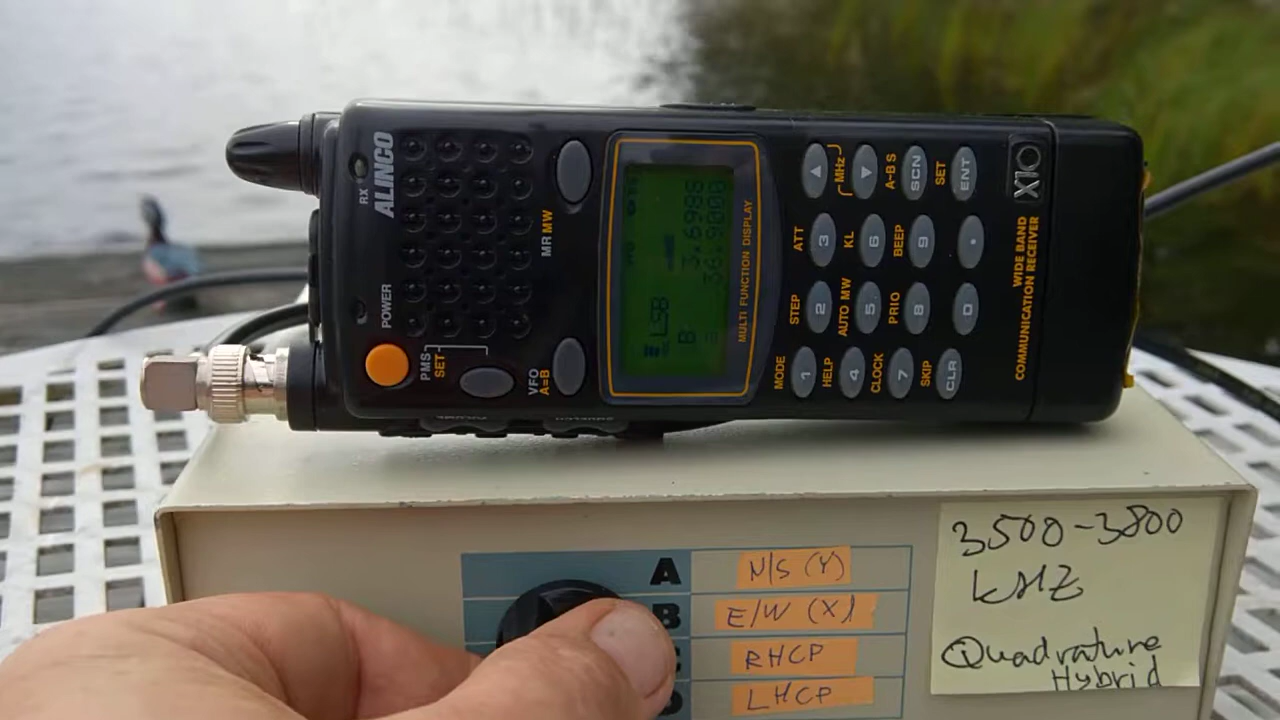 RX
ALINCO
POWER
PMS
SET
MR MW
VFO
A=B
LSB
B 3.6988
36.9000
MULTI FUNCTION DISPLAY
MHz
A-B S
SCN
SET
ENT
ATT
3
KL
6
BEEP
9
STEP
2
AUTO MW
5
PRIO
8
0
MODE
1
HELP
4
CLOCK
7
SKIP
CLR
X10
WIDE BAND
COMMUNICATION RECEIVER
A N/S (Y)
B E/W (X)
RHCP
LHCP
3500-3800
kHZ
Quadrature
Hybrid